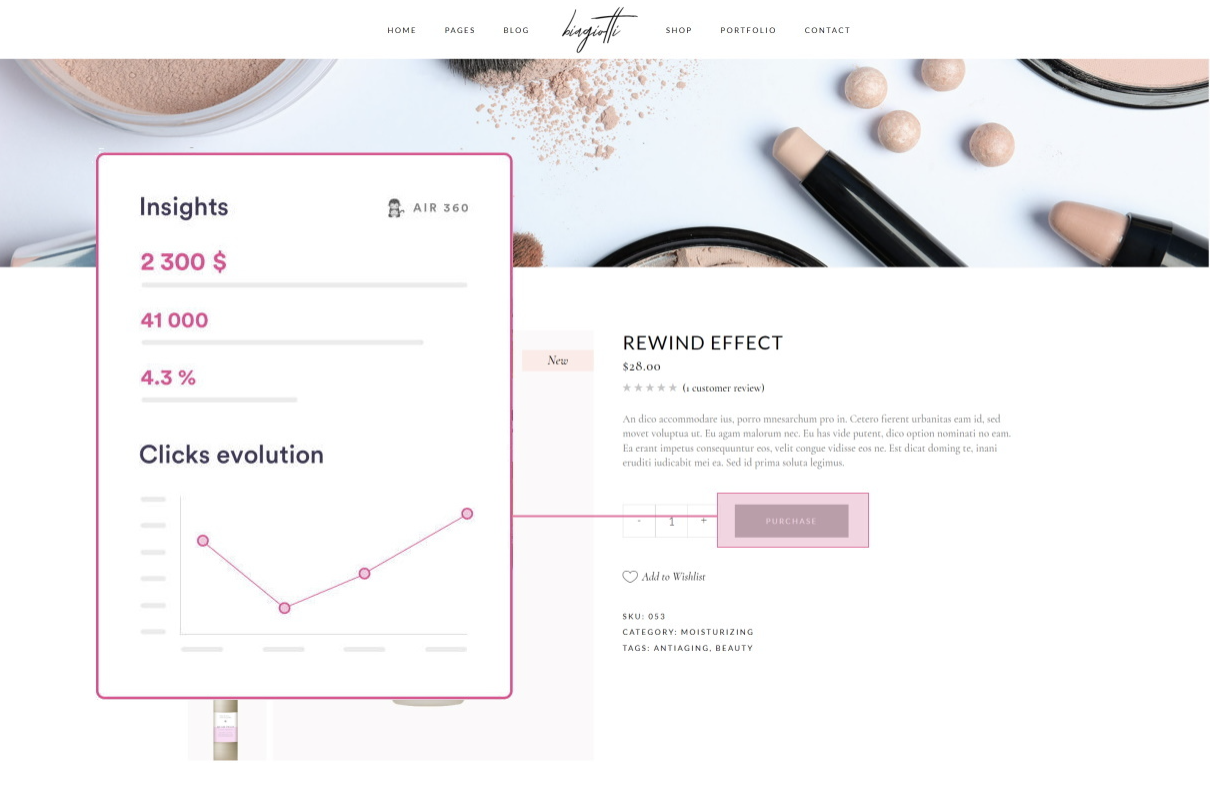 HOME
PAGES
BLOG
biagiotti
SHOP
PORTFOLIO
CONTACT
Insights
AIR 360
2 300 $
41 000
4.3 %
Clicks evolution
New
REWIND EFFECT
$28.00
(1 customer review)
An dico accommodare ius, porro mnesarchum pro in. Cetero fierent urbanitas eam id, sed
movet voluptua ut. Eu agam malorum nec. Eu has vide putent, dico option nominati no eam.
Ea erant impetus consequuntur eos, velit congue vidisse eos ne. Est dicat doming te, inani
eruditi iudicabit mei ea. Sed id prima soluta legimus.
- 1 +
PURCHASE
Add to Wishlist
SKU: 053
CATEGORY: MOISTURIZING
TAGS: ANTIAGING, BEAUTY